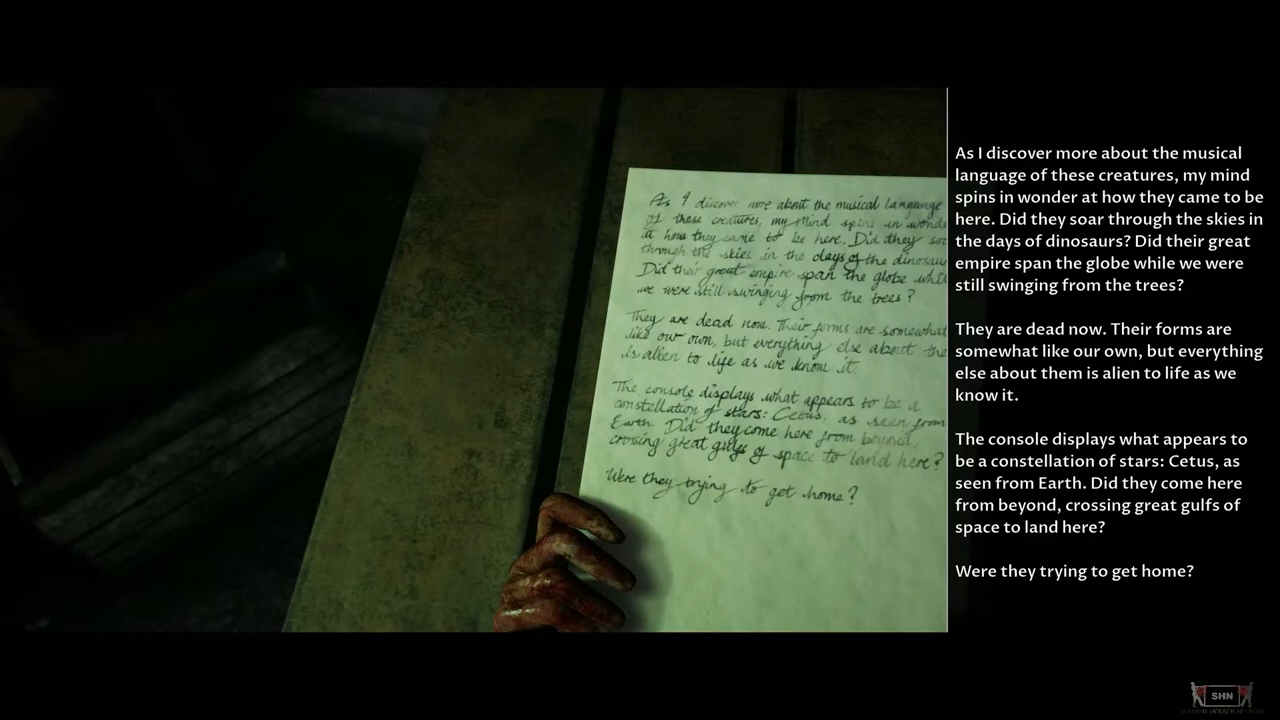 As I discover more about the musical language
of these creatures, my mind spins in wonde
at how they came to be here. Did they soa
through the skies in the days of the dinosau
Did their great empire span the globe whil
we were still swinging from the trees?
They are dead now. Their forms are somewhat
like our own, but everything else about the
is alien to life as we know it.
The console displays what appears to be a
constellation of stars: Cetus, as seen from
Earth. Did they come here from beyond,
crossing great gulfs of space to land here?
Were they trying to get home?
As I discover more about the musical
language of these creatures, my mind
spins in wonder at how they came to be
here. Did they soar through the skies in
the days of dinosaurs? Did their great
empire span the globe while we were
still swinging from the trees?
They are dead now. Their forms are
somewhat like our own, but everything
else about them is alien to life as we
know it.
The console displays what appears to
be a constellation of stars: Cetus, as
seen from Earth. Did they come here
from beyond, crossing great gulfs of
space to land here?
Were they trying to get home?
SHN
SURVIVAL HORROR NETWORK